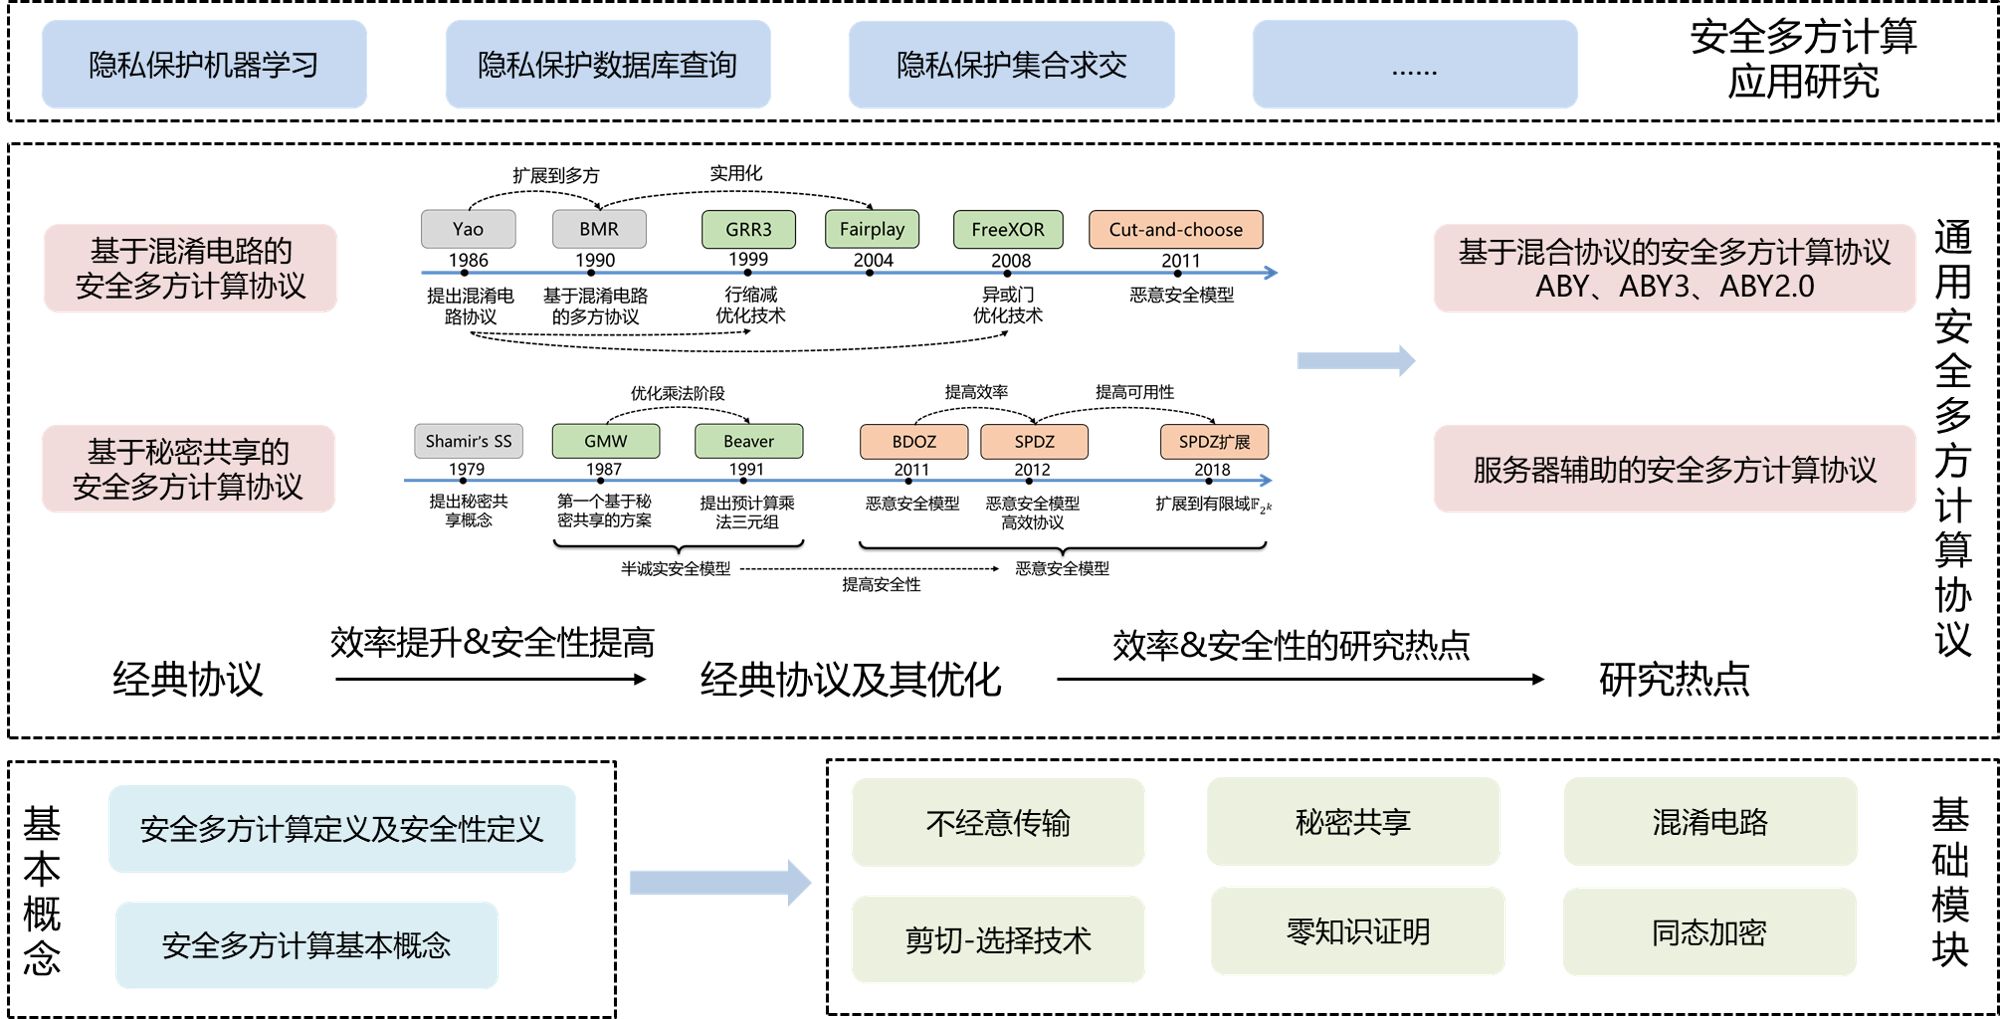 隐私保护机器学习
隐私保护数据库查询
隐私保护集合求交
......
安全多方计算
应用研究
扩展到多方
实用化
Yao
BMR
GRR3
Fairplay
FreeXOR
Cut-and-choose
1986
1990
1999
2004
2008
2011
提出混淆电
路协议
基于混淆电路
的多方协议
行缩减
优化技术
异或门
优化技术
恶意安全模型
基于混淆电路的
安全多方计算协议
基于混合协议的安全多方计算协议
ABY、ABY3、ABY2.0
通用安全多方计算协议
优化乘法阶段
提高效率
提高可用性
Shamir's SS
GMW
Beaver
BDOZ
SPDZ
SPDZ扩展
1979
1987
1991
2011
2012
2018
提出秘密共
享概念
第一个基于秘
密共享的方案
提出预计算乘
法三元组
恶意安全模型
恶意安全模型
高效协议
扩展到有限域𝔽₂ᵏ
半诚实安全模型
提高安全性
恶意安全模型
基于秘密共享的
安全多方计算协议
服务器辅助的安全多方计算协议
经典协议
效率提升&安全性提高
经典协议及其优化
效率&安全性的研究热点
研究热点
基本概念
安全多方计算定义及安全性定义
安全多方计算基本概念
不经意传输
秘密共享
混淆电路
剪切-选择技术
零知识证明
同态加密
基础模块